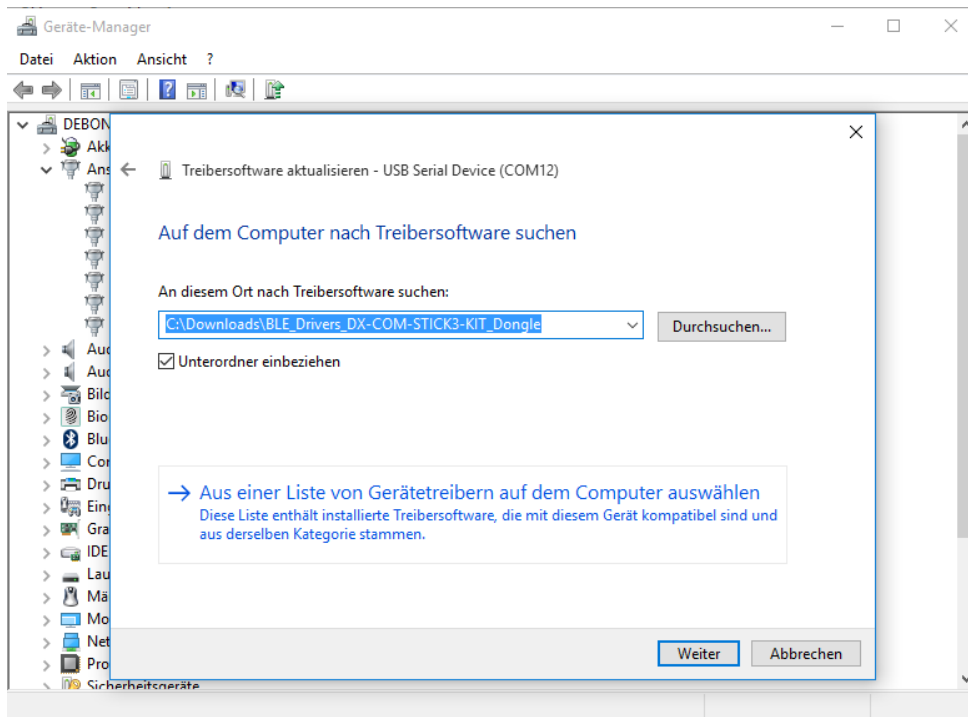 Geräte-Manager
Datei Aktion Ansicht ?
DEBON
Akk
Ans
Treibersoftware aktualisieren - USB Serial Device (COM12)
Auf dem Computer nach Treibersoftware suchen
An diesem Ort nach Treibersoftware suchen:
C:\Downloads\BLE_Drivers_DX-COM-STICK3-KIT_Dongle
Durchsuchen...
Unterordner einbeziehen
Aud
Aud
Bild
Bio
Blu
Com
Dru
Eing
Gra
IDE
Lau
Mä
Mo
Net
Pro
Sicherheitsgeräte
Aus einer Liste von Gerätetreibern auf dem Computer auswählen
Diese Liste enthält installierte Treibersoftware, die mit diesem Gerät kompatibel sind und
aus derselben Kategorie stammen.
Weiter Abbrechen